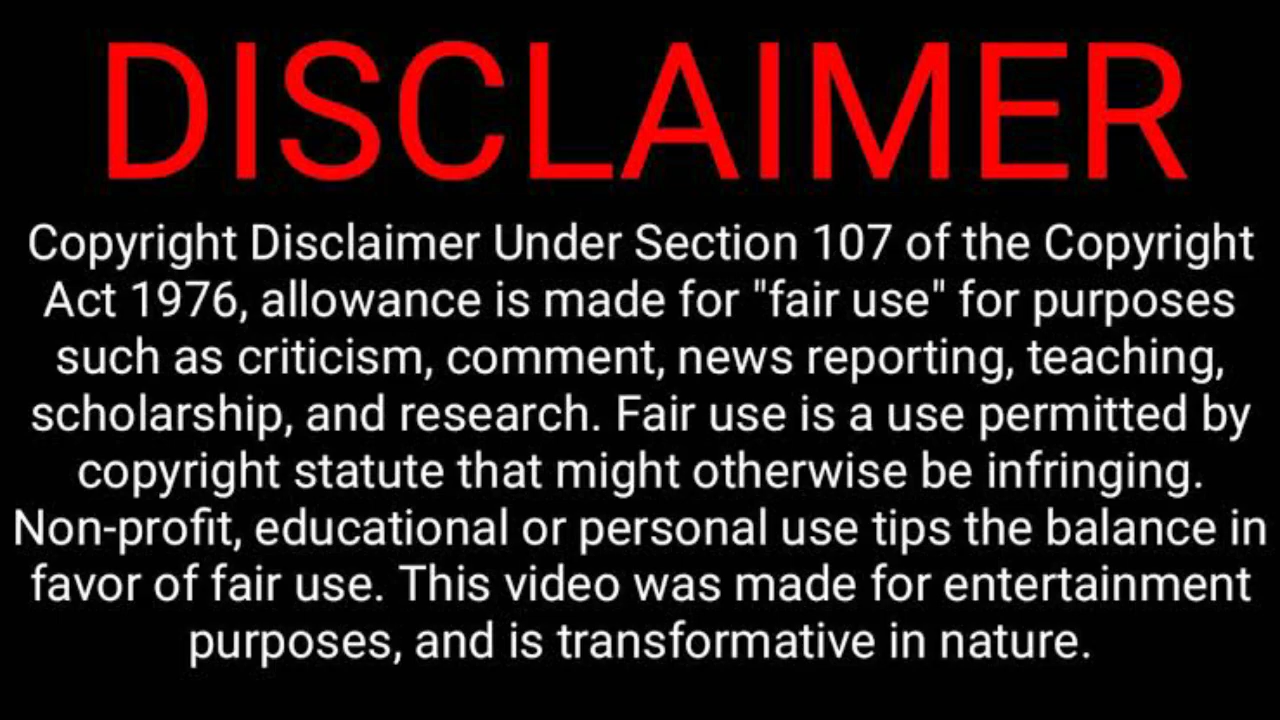 DISCLAIMER
Copyright Disclaimer Under Section 107 of the Copyright
Act 1976, allowance is made for "fair use" for purposes
such as criticism, comment, news reporting, teaching,
scholarship, and research. Fair use is a use permitted by
copyright statute that might otherwise be infringing.
Non-profit, educational or personal use tips the balance in
favor of fair use. This video was made for entertainment
purposes, and is transformative in nature.